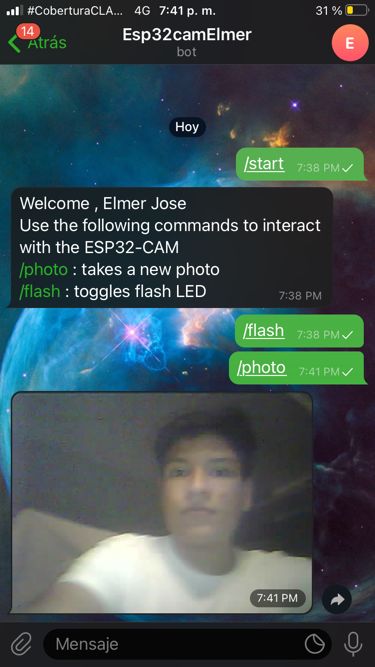 #CoberturaCLA... 4G 7:41 p. m. 31 %
14
Atrás
Esp32camElmer
bot
E
Hoy
/start 7:38 PM
Welcome , Elmer Jose
Use the following commands to interact
with the ESP32-CAM
/photo : takes a new photo
/flash : toggles flash LED
7:38 PM
/flash 7:38 PM
/photo 7:41 PM
7:41 PM
Mensaje